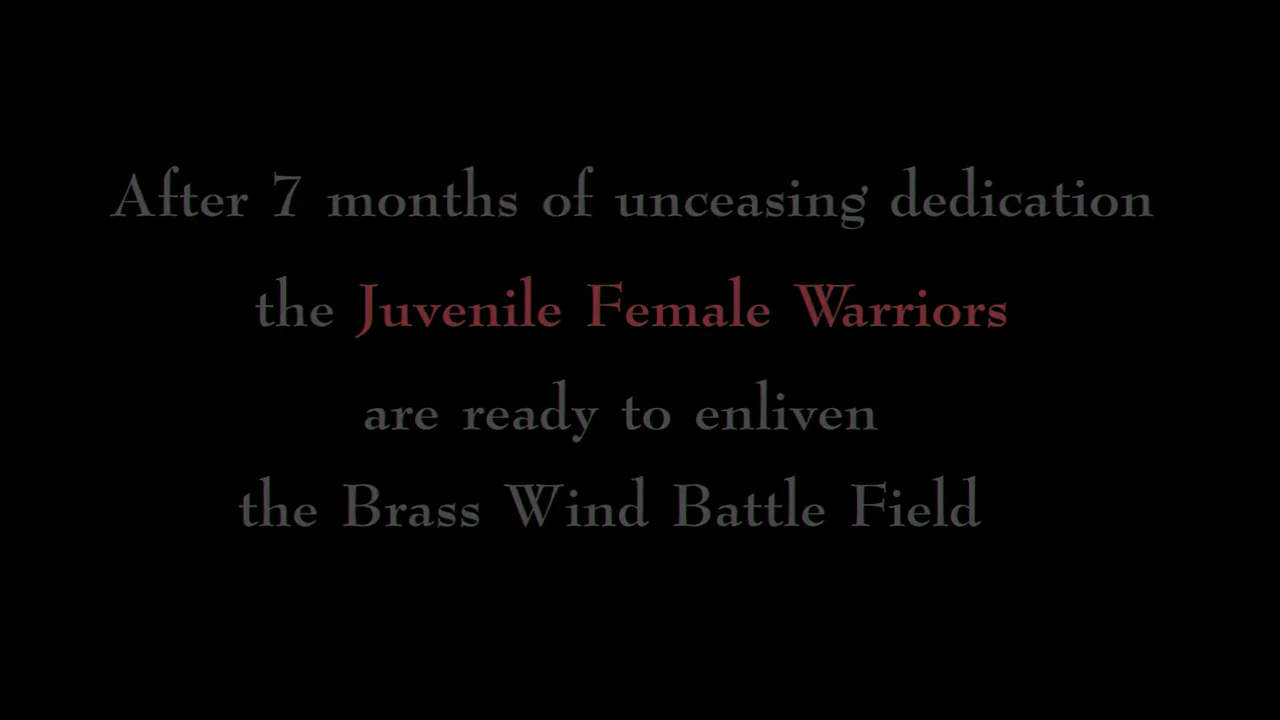 After 7 months of unceasing dedication
the Juvenile Female Warriors
are ready to enliven
the Brass Wind Battle Field